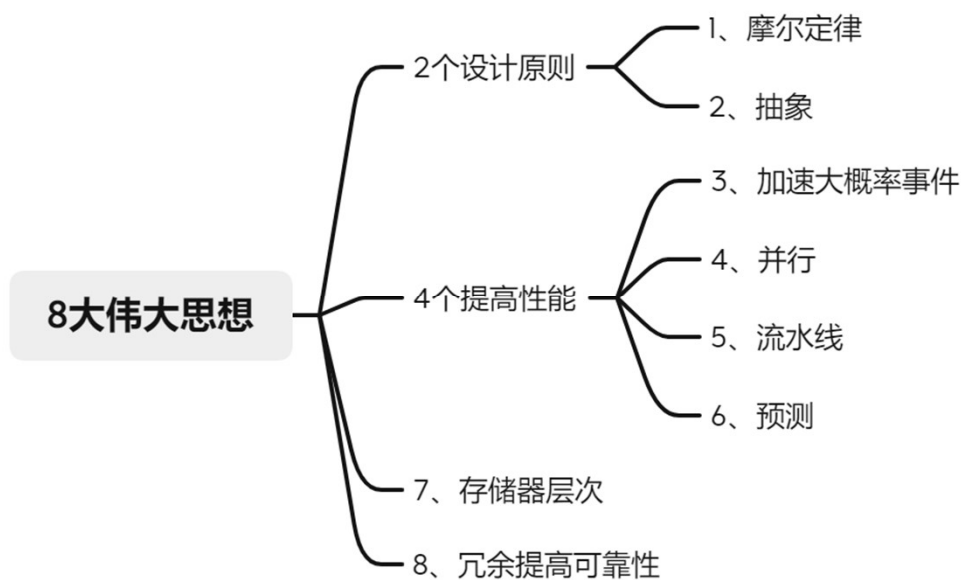 8大伟大思想
2个设计原则
1、摩尔定律
2、抽象
4个提高性能
3、加速大概率事件
4、并行
5、流水线
6、预测
7、存储器层次
8、冗余提高可靠性